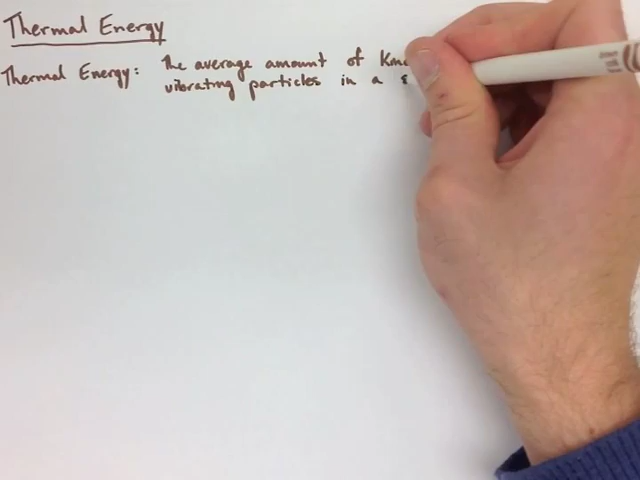 Thermal Energy
Thermal Energy: the average amount of
vibrating particles in a